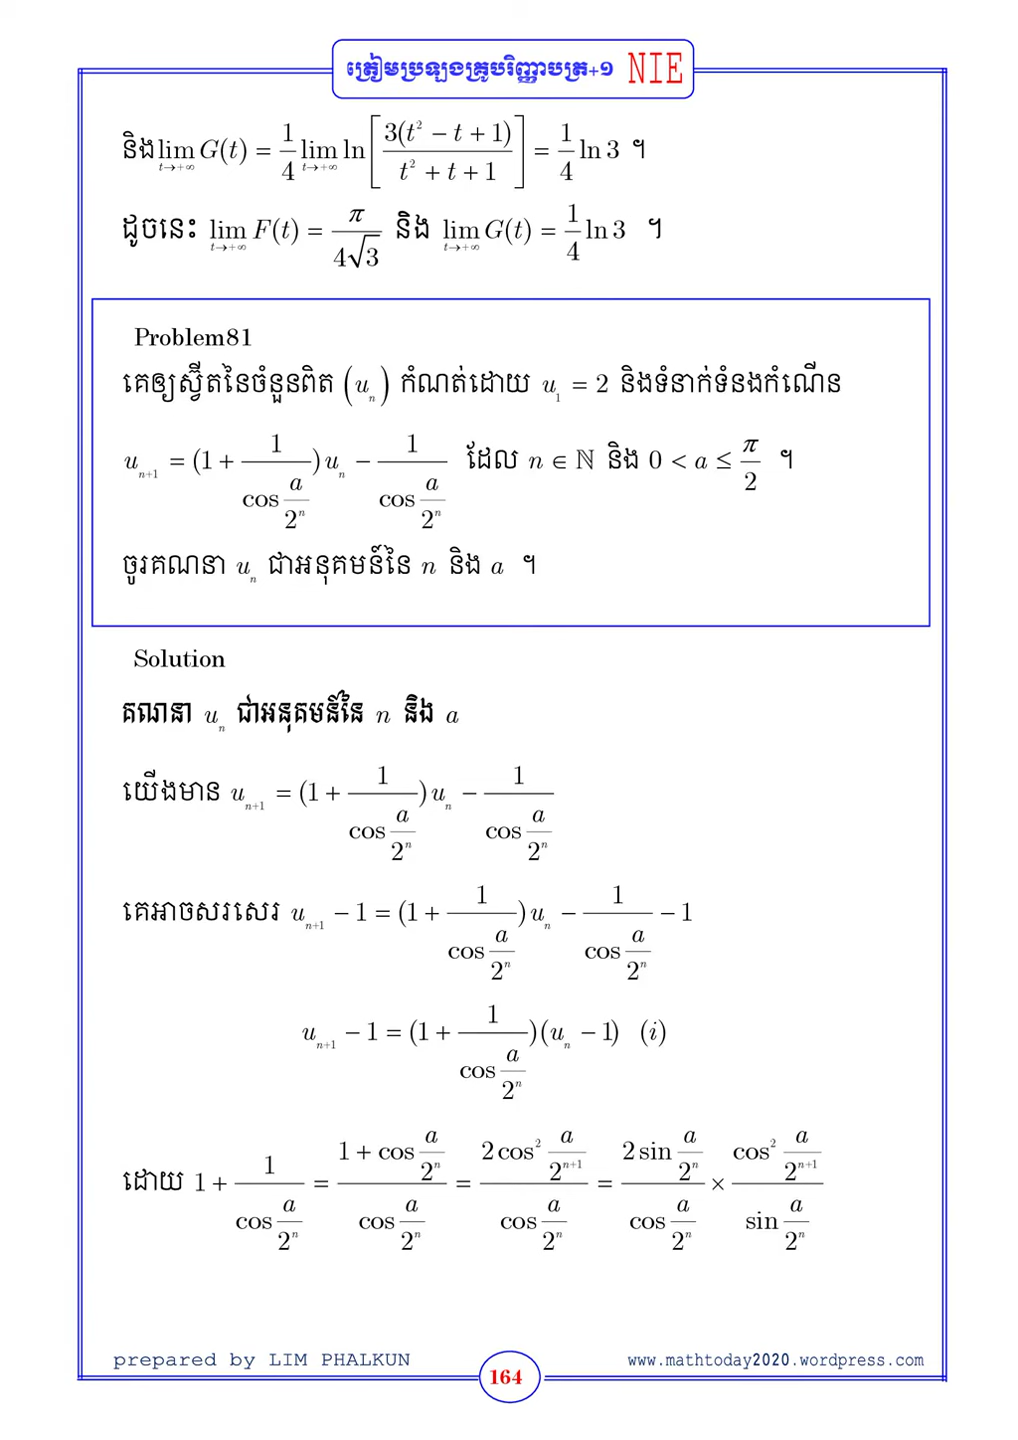 ត្រៀមប្រឡងគ្រូបរិញ្ញាបត្រ+១ NIE
និង lim_{t→+∞} G(t) = 1/4 lim_{t→+∞} ln[3(t² − t + 1)/(t² + t + 1)] = 1/4 ln 3 ។
ដូចនេះ lim_{t→+∞} F(t) = π/(4√3) និង lim_{t→+∞} G(t) = 1/4 ln 3 ។
Problem81
គេឲ្យស្វ៊ីតនៃចំនួនពិត (u_n) កំណត់ដោយ u_1 = 2 និងទំនាក់ទំនងកំណើន
u_{n+1} = (1 + 1/cos(a/2^n))u_n − 1/cos(a/2^n) ដែល n ∈ ℕ និង 0 < a ≤ π/2 ។
ចូរគណនា u_n ជាអនុគមន៍នៃ n និង a ។
Solution
គណនា u_n ជាអនុគមន៍នៃ n និង a
យើងមាន u_{n+1} = (1 + 1/cos(a/2^n))u_n − 1/cos(a/2^n)
គេអាចសរសេរ u_{n+1} − 1 = (1 + 1/cos(a/2^n))u_n − 1/cos(a/2^n) − 1
u_{n+1} − 1 = (1 + 1/cos(a/2^n))(u_n − 1) (i)
ដោយ 1 + 1/cos(a/2^n) = (1 + cos(a/2^n))/cos(a/2^n) = 2cos²(a/2^{n+1})/cos(a/2^n) = 2sin(a/2^n)/cos(a/2^n) × cos²(a/2^{n+1})/sin(a/2^n)
prepared by LIM PHALKUN
164
www.mathtoday2020.wordpress.com